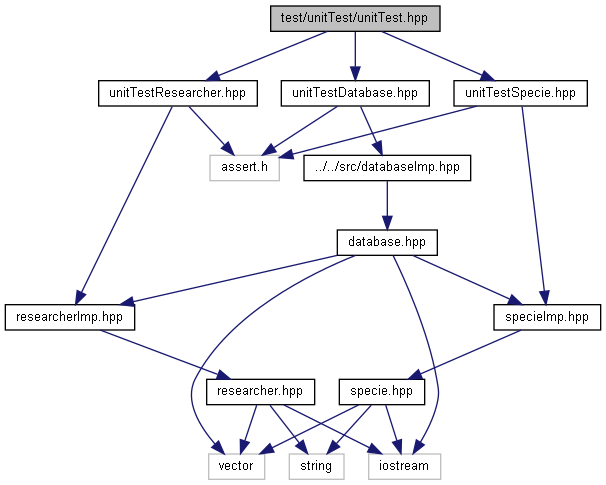 test/unitTest/unitTest.hpp
unitTestResearcher.hpp
unitTestDatabase.hpp
unitTestSpecie.hpp
assert.h
../../src/databaseImp.hpp
database.hpp
researcherImp.hpp
specieImp.hpp
researcher.hpp
specie.hpp
vector
string
iostream